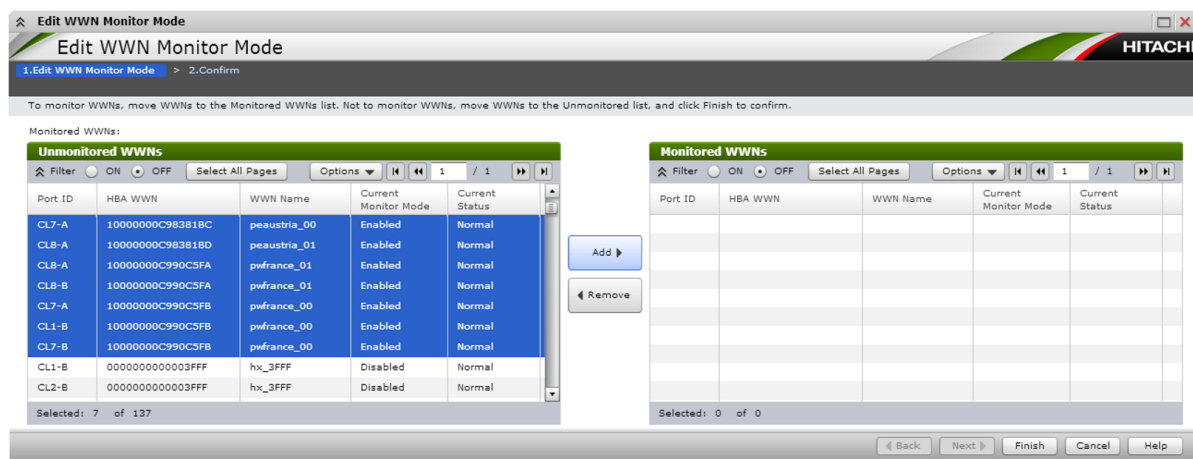 Edit WWN Monitor Mode
Edit WWN Monitor Mode
HITACHI
1.Edit WWN Monitor Mode > 2.Confirm
To monitor WWNs, move WWNs to the Monitored WWNs list. Not to monitor WWNs, move WWNs to the Unmonitored list, and click Finish to confirm.
Monitored WWNs:
Unmonitored WWNs
Filter ON OFF Select All Pages Options 1 / 1
Port ID HBA WWN WWN Name Current Monitor Mode Current Status
CL7-A 10000000C98381BC peaustria_00 Enabled Normal
CL8-A 10000000C98381BD peaustria_01 Enabled Normal
CL8-A 10000000C990C5FA pwfrance_01 Enabled Normal
CL8-B 10000000C990C5FA pwfrance_01 Enabled Normal
CL7-A 10000000C990C5FB pwfrance_00 Enabled Normal
CL1-B 10000000C990C5FB pwfrance_00 Enabled Normal
CL7-B 10000000C990C5FB pwfrance_00 Enabled Normal
CL1-B 0000000000003FFF hx_3FFF Disabled Normal
CL2-B 0000000000003FFF hx_3FFF Disabled Normal
Selected: 7 of 137
Add
Remove
Monitored WWNs
Filter ON OFF Select All Pages Options 1 / 1
Port ID HBA WWN WWN Name Current Monitor Mode Current Status
Selected: 0 of 0
Back Next Finish Cancel Help